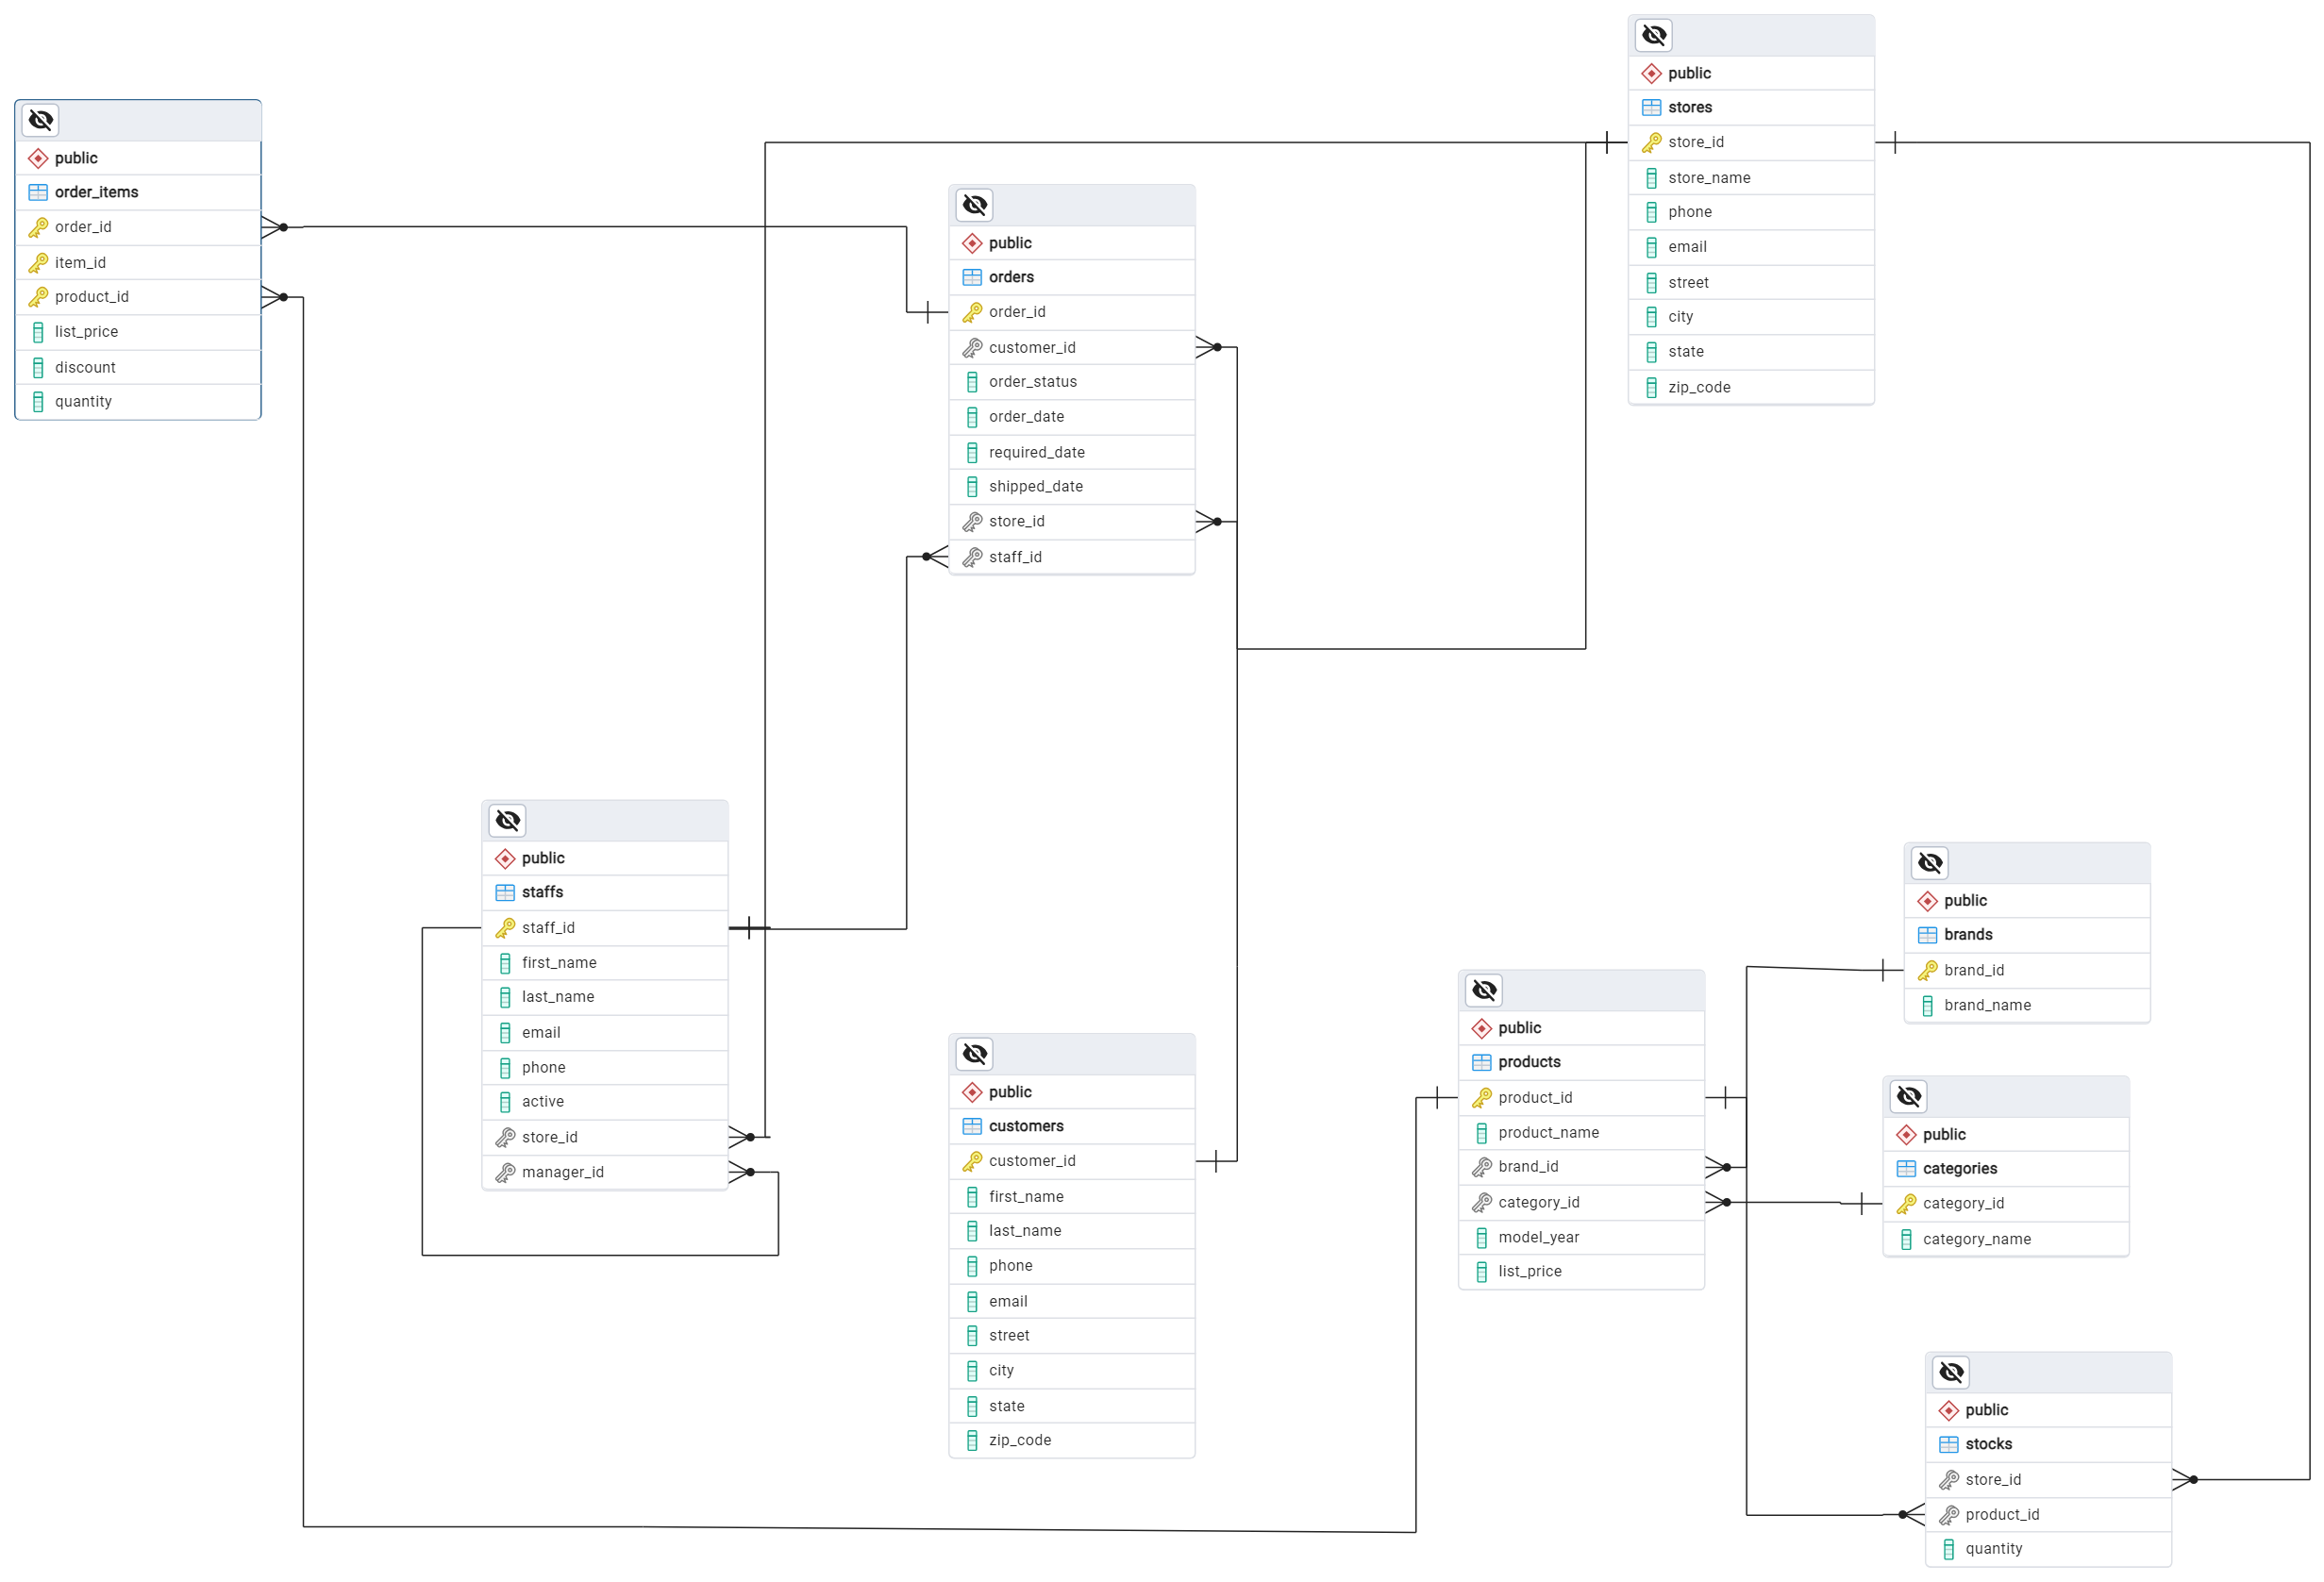 public
order_items
order_id
item_id
product_id
list_price
discount
quantity
public
orders
order_id
customer_id
order_status
order_date
required_date
shipped_date
store_id
staff_id
public
stores
store_id
store_name
phone
email
street
city
state
zip_code
public
staffs
staff_id
first_name
last_name
email
phone
active
store_id
manager_id
public
customers
customer_id
first_name
last_name
phone
email
street
city
state
zip_code
public
products
product_id
product_name
brand_id
category_id
model_year
list_price
public
brands
brand_id
brand_name
public
categories
category_id
category_name
public
stocks
store_id
product_id
quantity